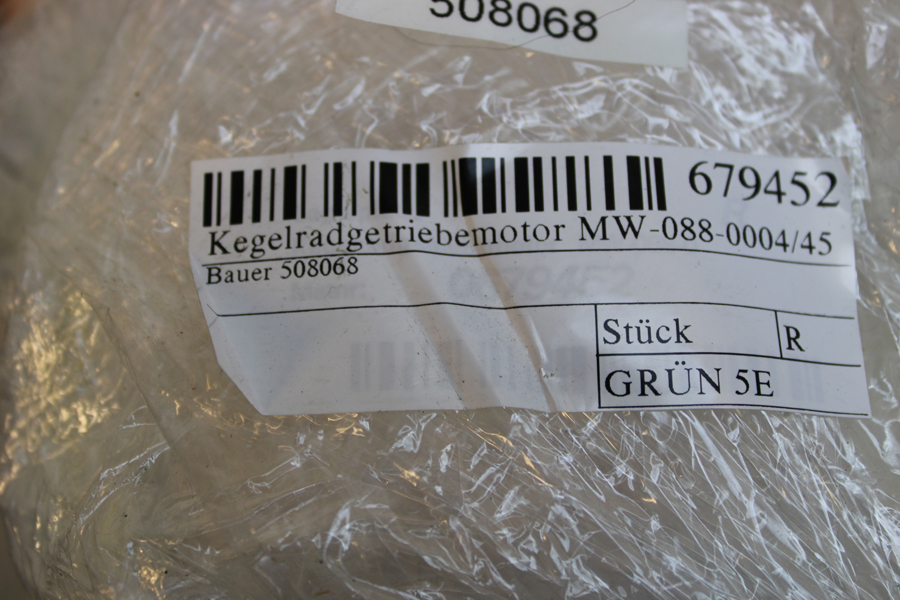 508068
679452
Kegelradgetriebemotor MW-088-0004/45
Bauer 508068
Stück
R
GRÜN 5E